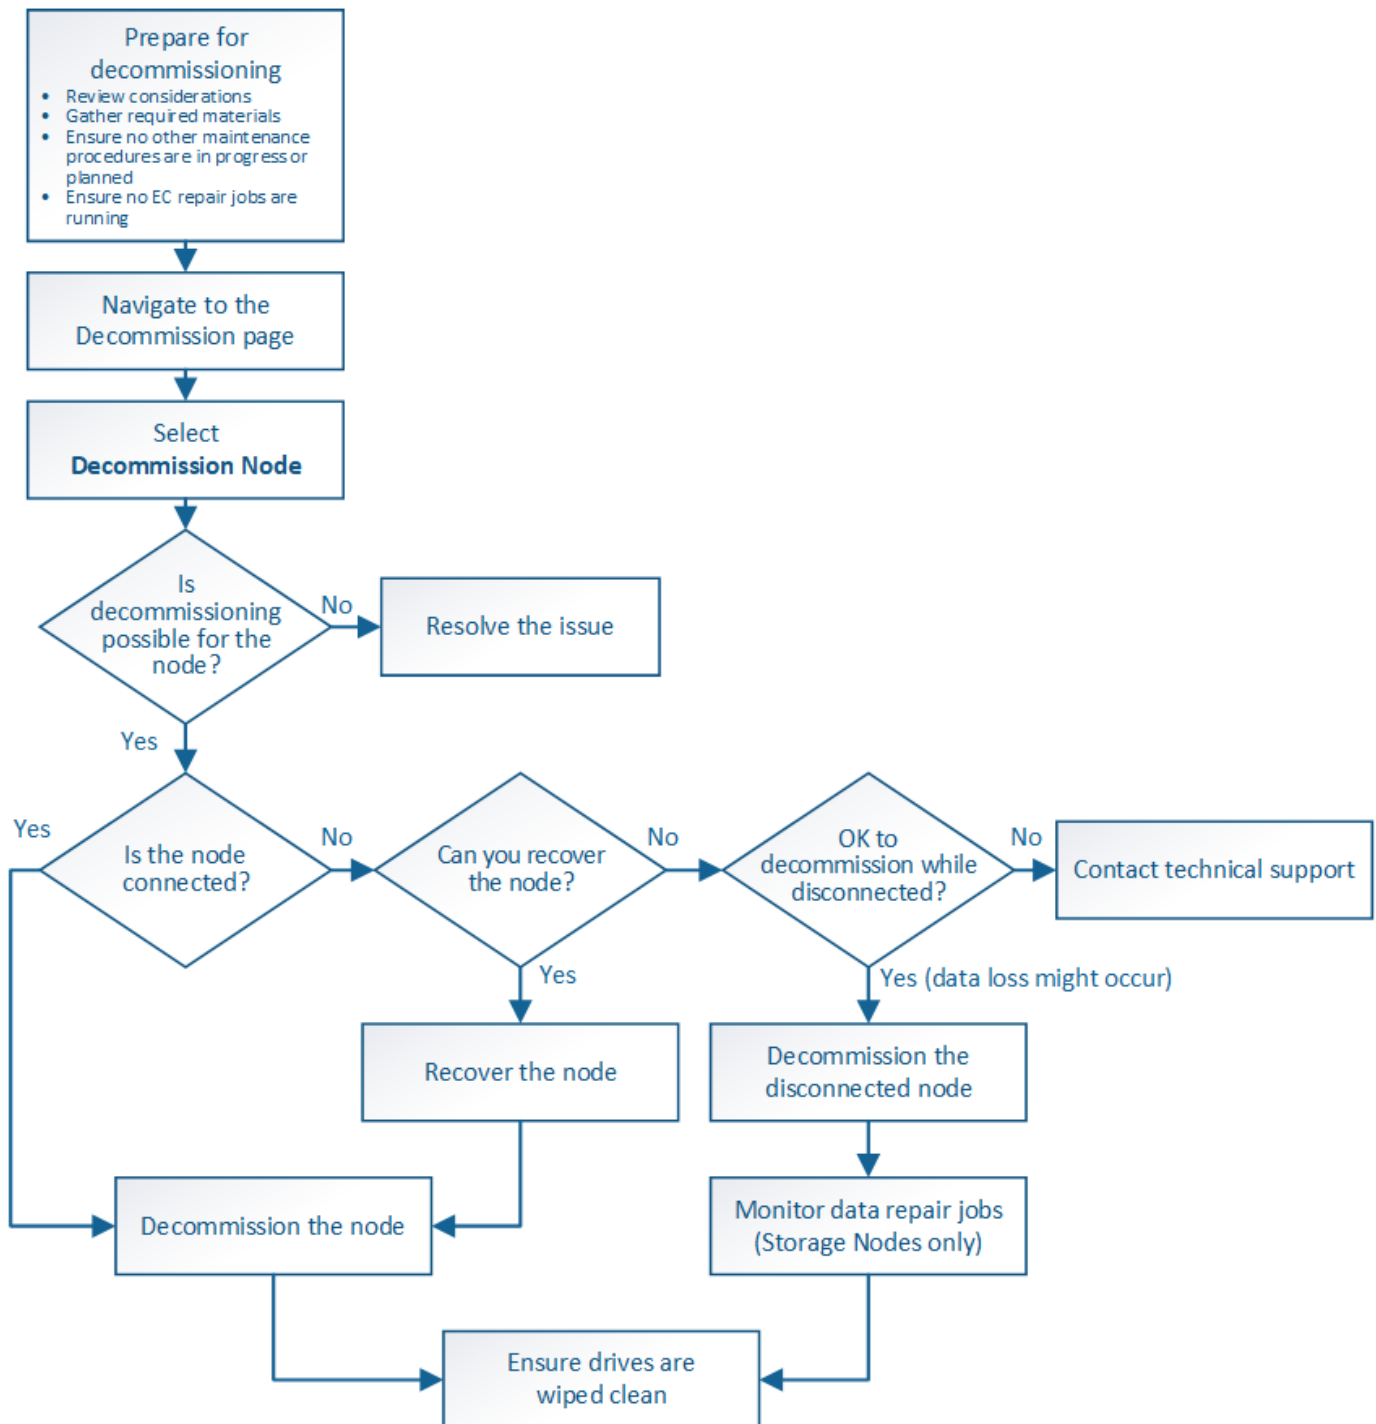 Prepare for
decommissioning
• Review considerations
• Gather required materials
• Ensure no other maintenance
procedures are in progress or
planned
• Ensure no EC repair jobs are
running
Navigate to the
Decommission page
Select
Decommission Node
Is
decommissioning
possible for the
node?
No
Resolve the issue
Yes
Yes
Is the node
connected?
No
Can you recover
the node?
No
OK to
decommission while
disconnected?
No
Contact technical support
Yes
Yes (data loss might occur)
Recover the node
Decommission the
disconnected node
Decommission the node
Monitor data repair jobs
(Storage Nodes only)
Ensure drives are
wiped clean